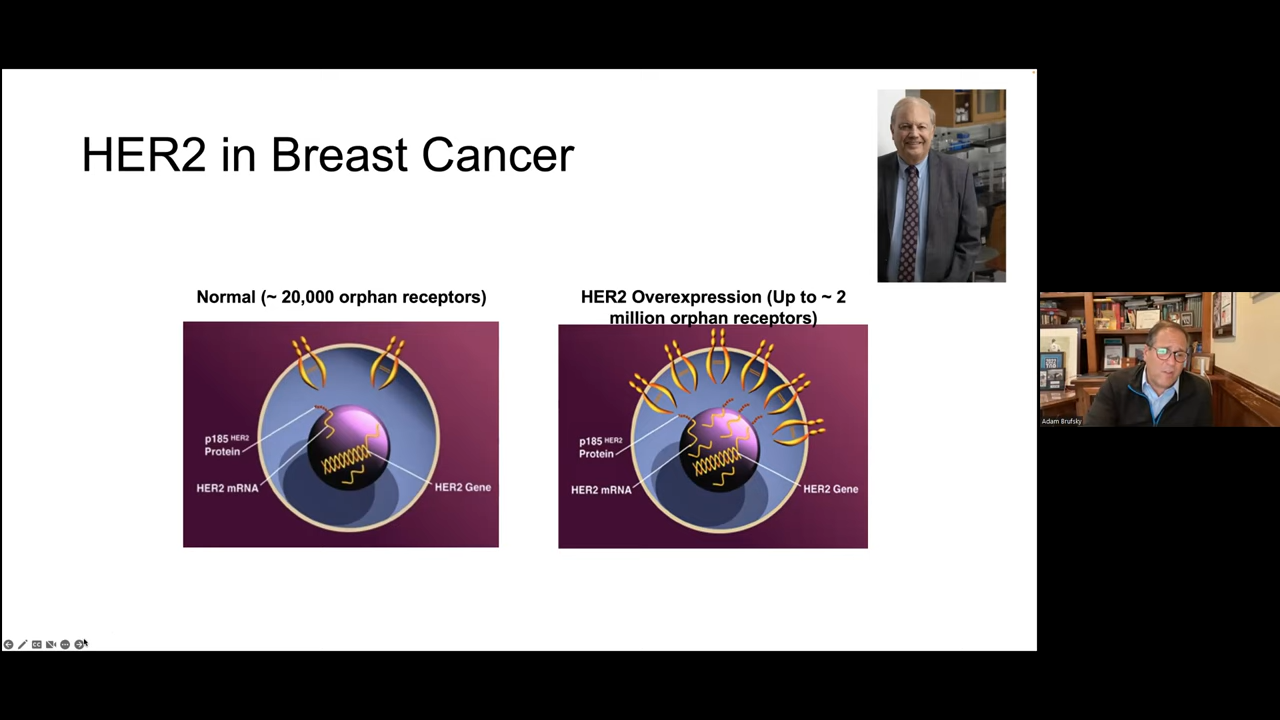 HER2 in Breast Cancer
Normal (~ 20,000 orphan receptors)
HER2 Overexpression (Up to ~ 2
million orphan receptors)
p185 HER2
Protein
HER2 mRNA
HER2 Gene
p185 HER2
Protein
HER2 mRNA
HER2 Gene
Adam Brufsky